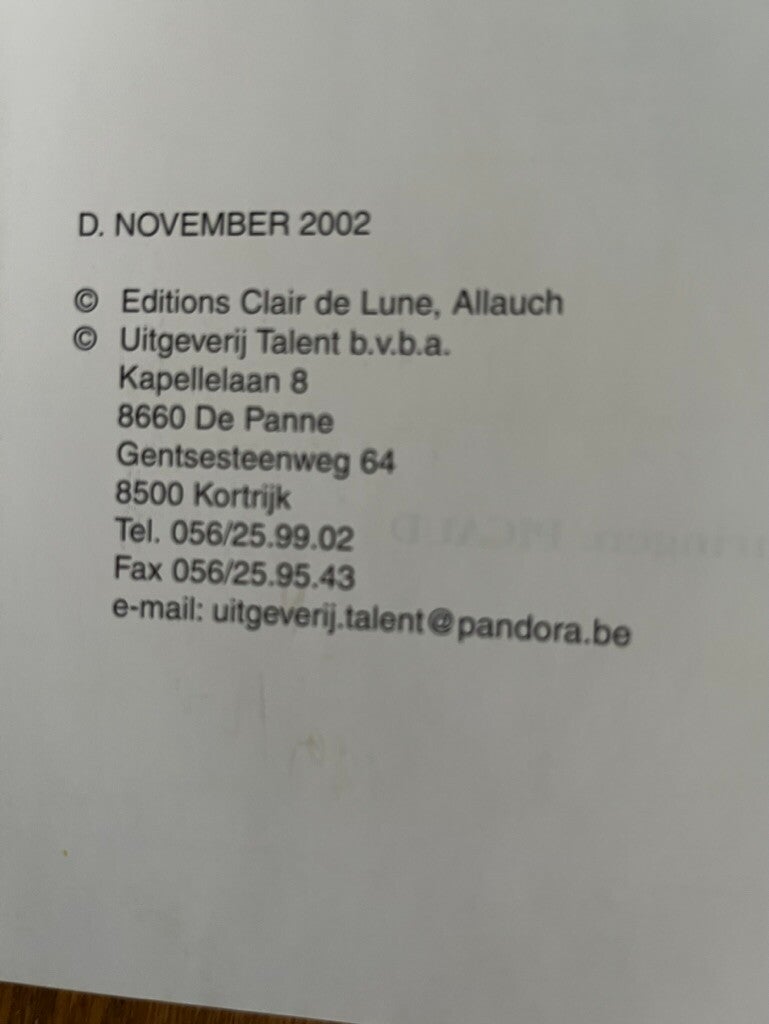 D. NOVEMBER 2002
© Editions Clair de Lune, Allauch
© Uitgeverij Talent b.v.b.a.
Kapellelaan 8
8660 De Panne
Gentsesteenweg 64
8500 Kortrijk
Tel. 056/25.99.02
Fax 056/25.95.43
e-mail: uitgeverij.talent@pandora.be